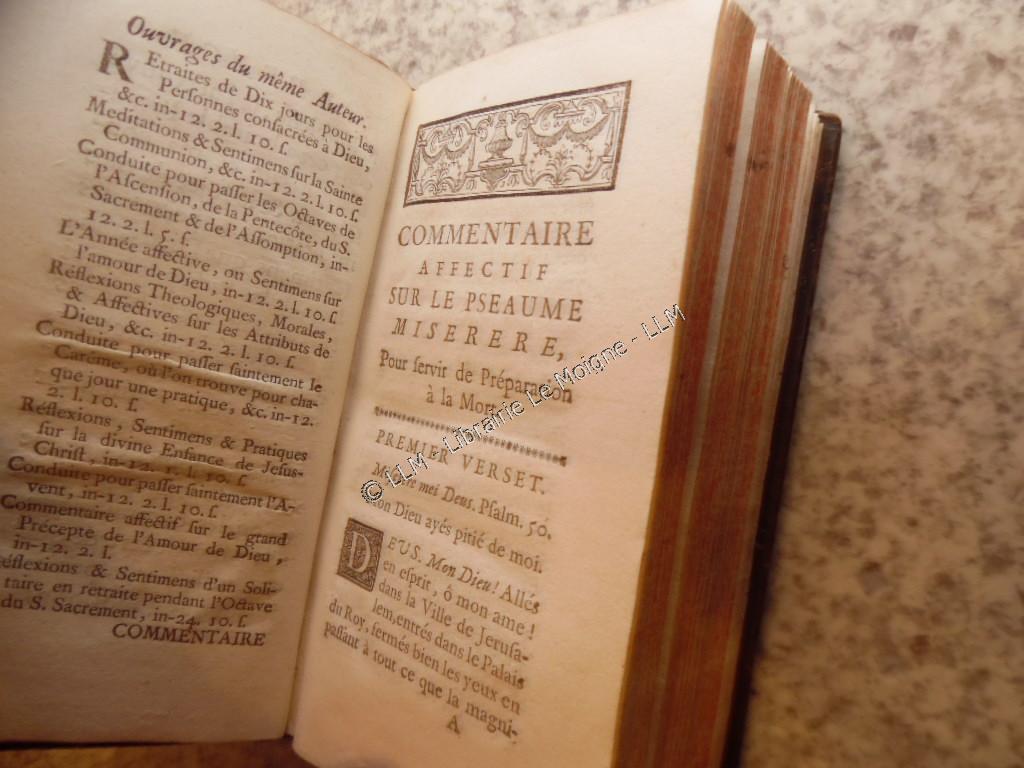 Ouvrages du même Auteur.
REtraites de Dix jours pour les
Personnes consacrées à Dieu,
&c. in-12. 2. l. 10. ſ.
Meditations & Sentimens sur la Sainte
Communion, &c. in-12. 2. l. 10. ſ.
Conduite pour paſſer les Octaves de
l'Aſcenſion, de la Pentecôte, du S.
Sacrement & de l'Aſſomption, in-
12. 2. l. 5. ſ.
L'Année affective, ou Sentimens ſur
l'amour de Dieu, in-12. 2. l. 10. ſ.
Réflexions Theologiques, Morales,
& Affectives ſur les Attributs de
Dieu, &c. in-12. 2. l. 10. ſ.
Conduite pour paſſer ſaintement le
Carême, où l'on trouve pour cha-
que jour une pratique, &c. in-12.
2. l. 10. ſ.
Réflexions, Sentimens & Pratiques
ſur la divine Enfance de Jesus-
Chriſt, in-12. 1. l. 10. ſ.
Conduite pour paſſer ſaintement l'A-
vent, in-12. 2. l. 10. ſ.
Commentaire affectif ſur le grand
Précepte de l'Amour de Dieu,
in-12. 2. l.
Réflexions & Sentimens d'un Soli-
taire en retraite pendant l'Octave
du S. Sacrement, in-24. 10. ſ.
COMMENTAIRE
COMMENTAIRE
AFFECTIF
SUR LE PSEAUME
MISERERE,
Pour ſervir de Préparation
à la Mort.
PREMIER VERSET.
mei Deus. Pſalm. 50.
Mon Dieu ayés pitié de moi.
DEUS. Mon Dieu! Allés
en eſprit, ô mon ame!
dans la Ville de Jeruſa-
lem, entrés dans le Palais
du Roy, fermés bien les yeux en
paſſant à tout ce que la magni-
A
© LLM - Librairie Le Moigne - LLM